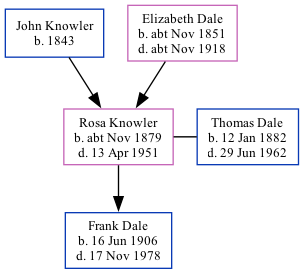 John Knowler
b. 1843
Elizabeth Dale
b. abt Nov 1851
d. abt Nov 1918
Rosa Knowler
b. abt Nov 1879
d. 13 Apr 1951
Thomas Dale
b. 12 Jan 1882
d. 29 Jun 1962
Frank Dale
b. 16 Jun 1906
d. 17 Nov 1978